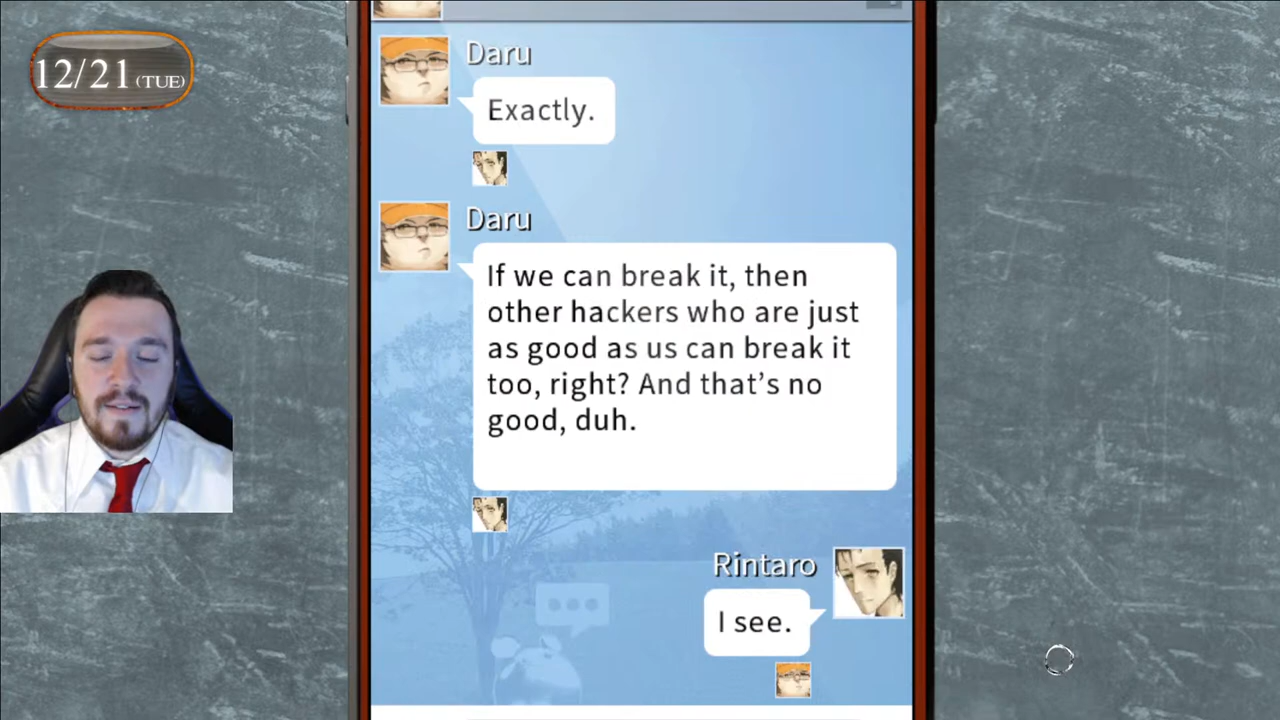 12/21 (TUE)
Daru
Exactly.
Daru
If we can break it, then
other hackers who are just
as good as us can break it
too, right? And that’s no
good, duh.
Rintaro
I see.